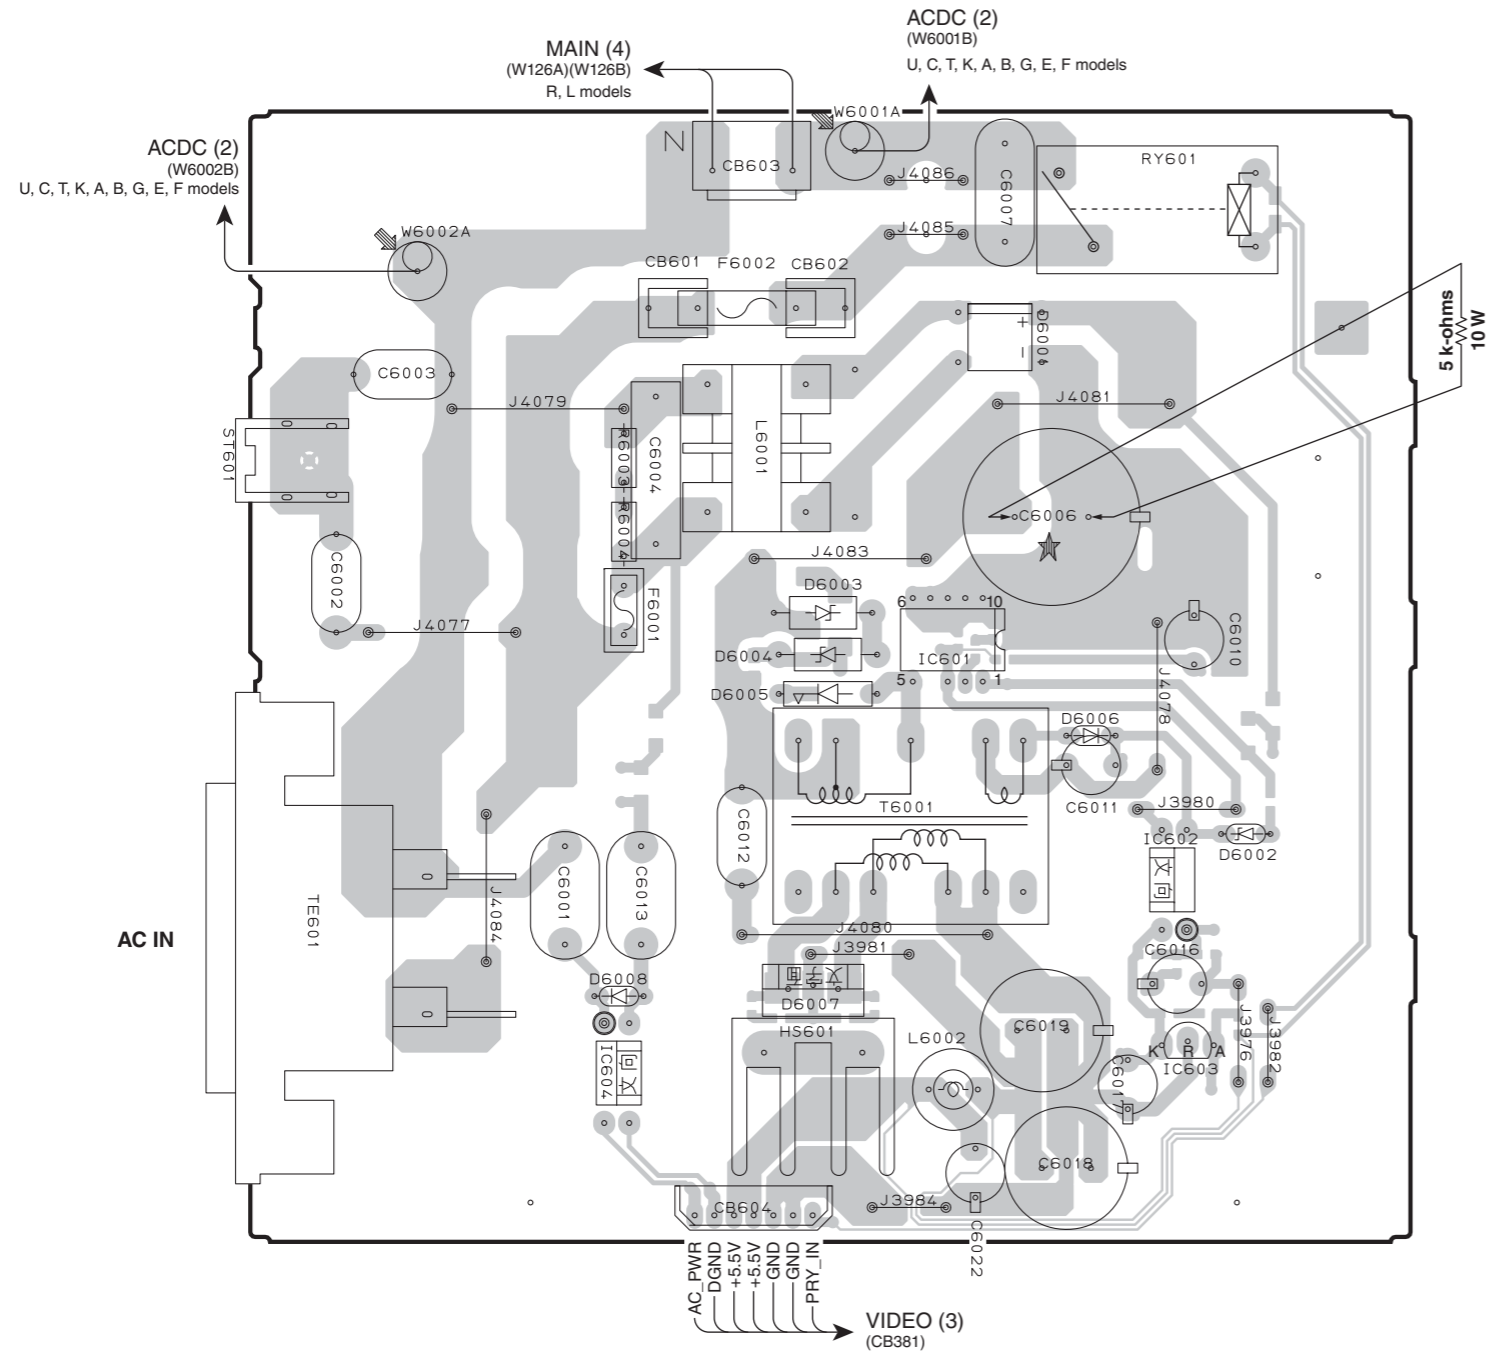 ACDC (2)
(W6001B)
U, C, T, K, A, B, G, E, F models
MAIN (4)
(W126A)(W126B)
R, L models
ACDC (2)
(W6002B)
U, C, T, K, A, B, G, E, F models
W6001A
N
CB603
RY601
J4086
C6007
J4085
W6002A
CB601
F6002
CB602
+
−
5 k-ohms
10 W
C6003
J4079
J4081
ST601
R6003
C6004
L6001
R6004
C6006
J4083
C6002
F6001
D6003
6
10
J4077
D6004
IC601
C6010
D6005
5
1
J4078
D6006
C6011
T6001
J3980
C6012
IC602
D6002
C6001
C6013
TE601
AC IN
J4084
J4080
J3981
C6016
D6008
D6007
C6019
HS601
L6002
K
R
A
IC603
J3976
J3982
IC604
C6017
C6018
CB604
J3984
C6022
AC_PWR
DGND
+5.5V
+5.5V
GND
GND
PRY_IN
VIDEO (3)
(CB381)